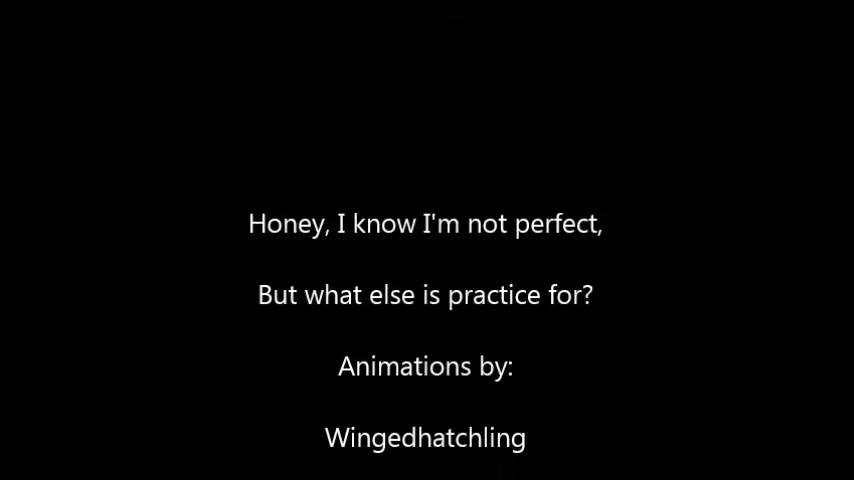 Honey, I know I'm not perfect,
But what else is practice for?
Animations by:
Wingedhatchling